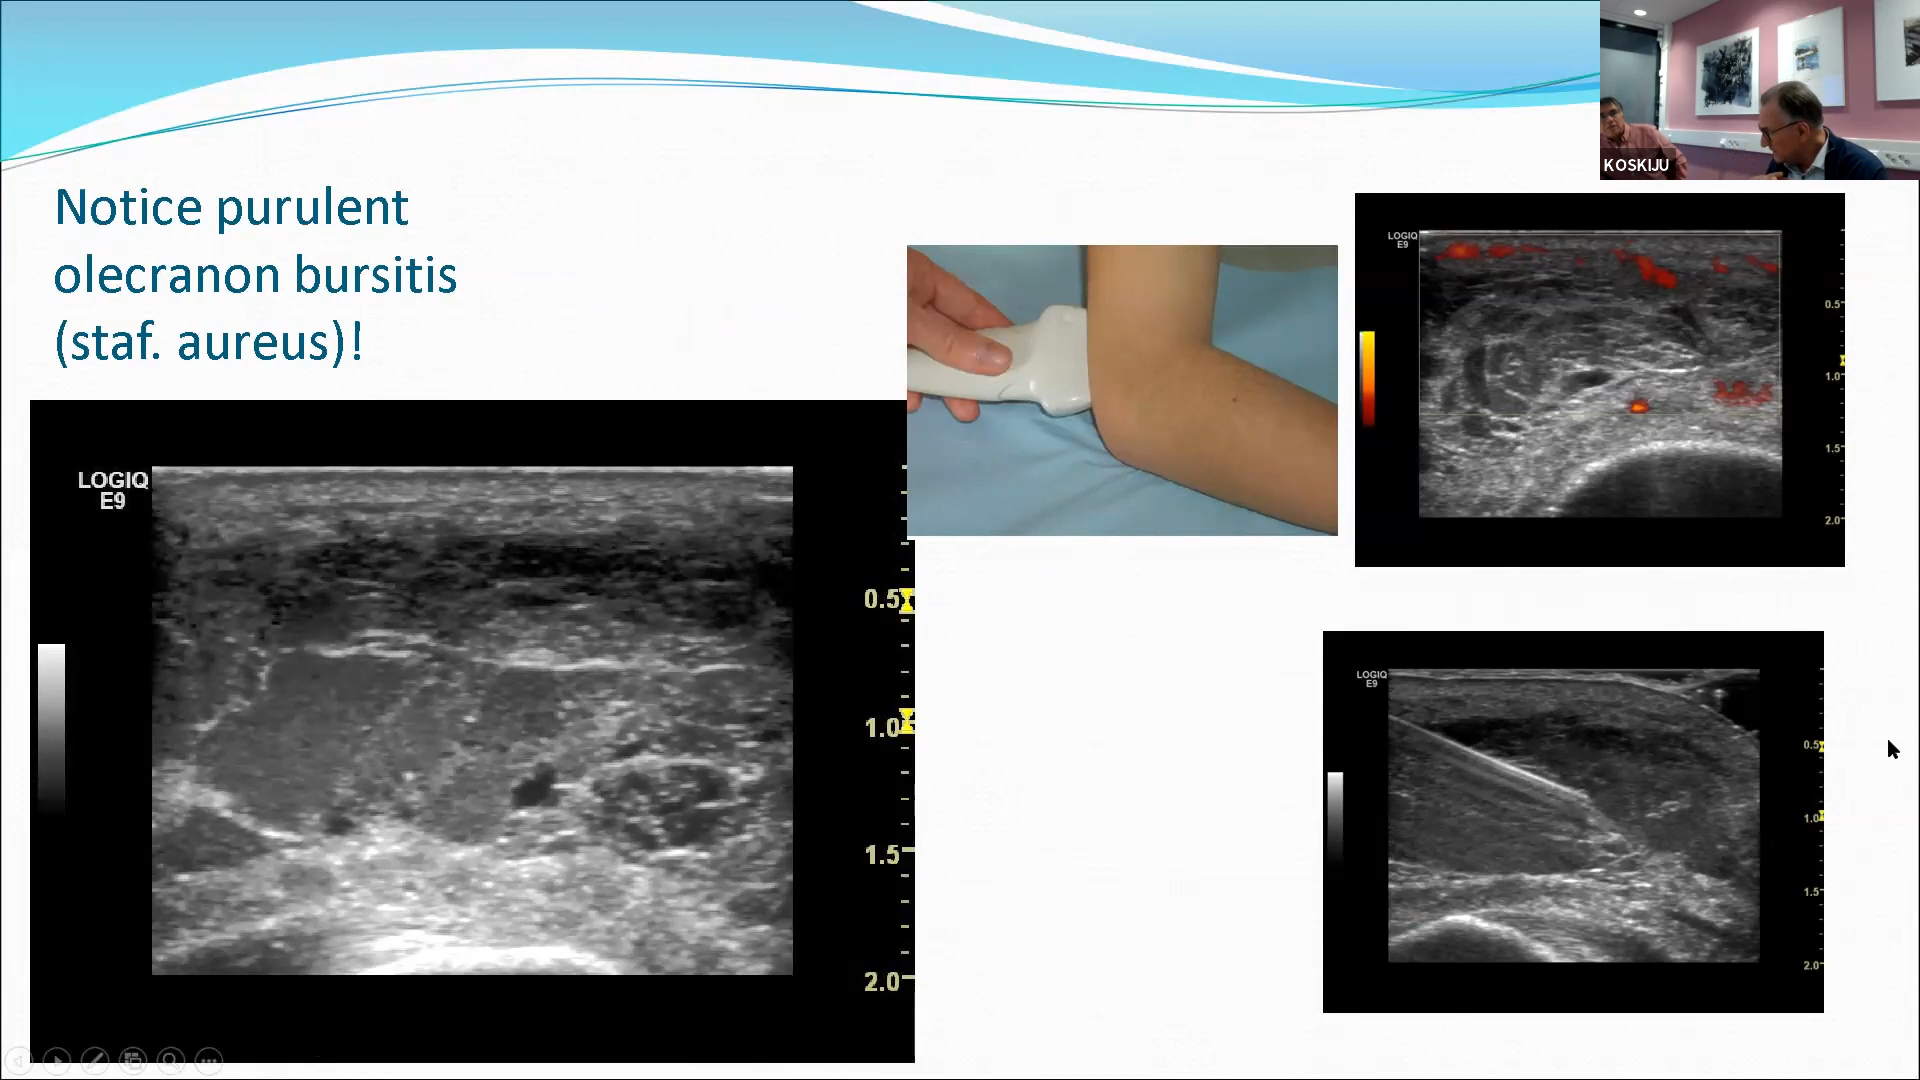 KOSKIJU
Notice purulent
olecranon bursitis
(staf. aureus)!
LOGIQ
E9
0.5
1.0
1.5
2.0
LOGIQ
E9
0.5
1.0
1.5
2.0
LOGIQ
E9
0.5
1.0
1.5
2.0